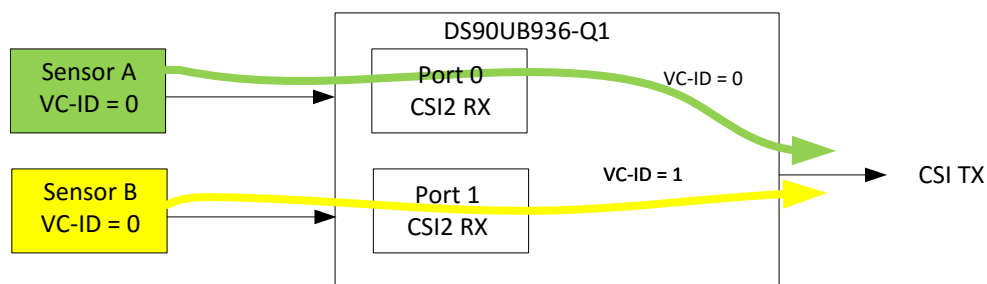 DS90UB936-Q1
Sensor A
VC-ID = 0
Port 0
CSI2 RX
VC-ID = 0
Sensor B
VC-ID = 0
Port 1
CSI2 RX
VC-ID = 1
CSI TX